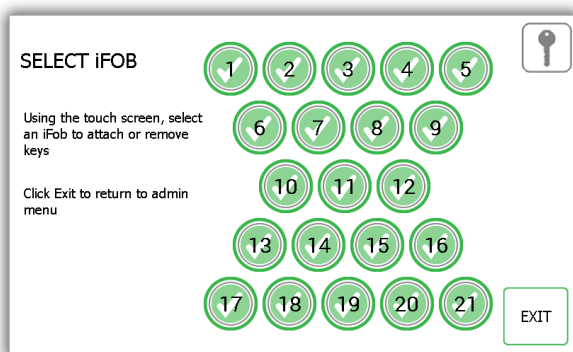 SELECT iFOB
Using the touch screen, select
an iFob to attach or remove
keys
Click Exit to return to admin
menu
1 2 3 4 5
6 7 8 9
10 11 12
13 14 15 16
17 18 19 20 21
EXIT